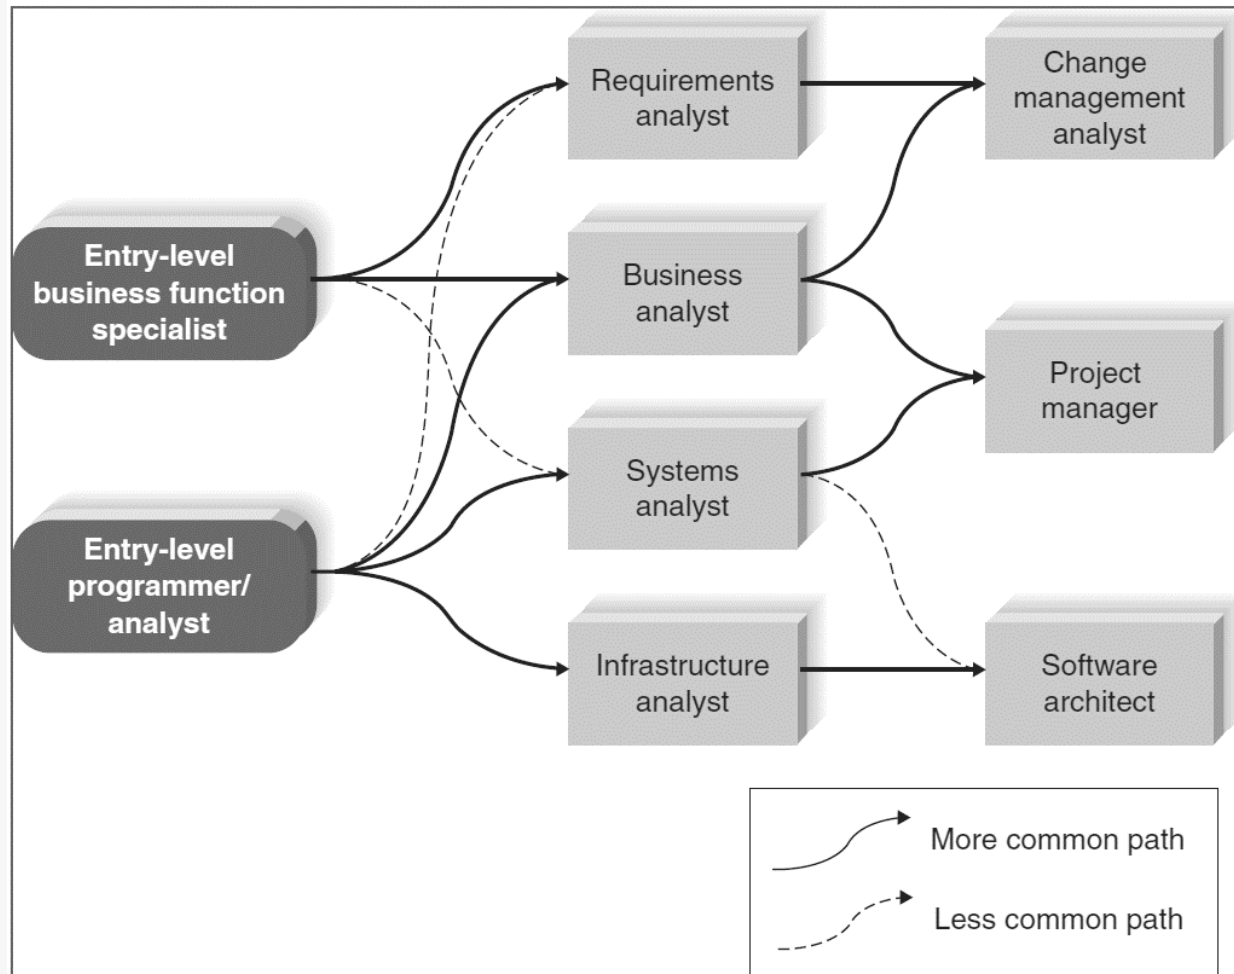 Requirements
analyst
Change
management
analyst
Entry-level
business function
specialist
Business
analyst
Project
manager
Systems
analyst
Entry-level
programmer/
analyst
Infrastructure
analyst
Software
architect
More common path
Less common path